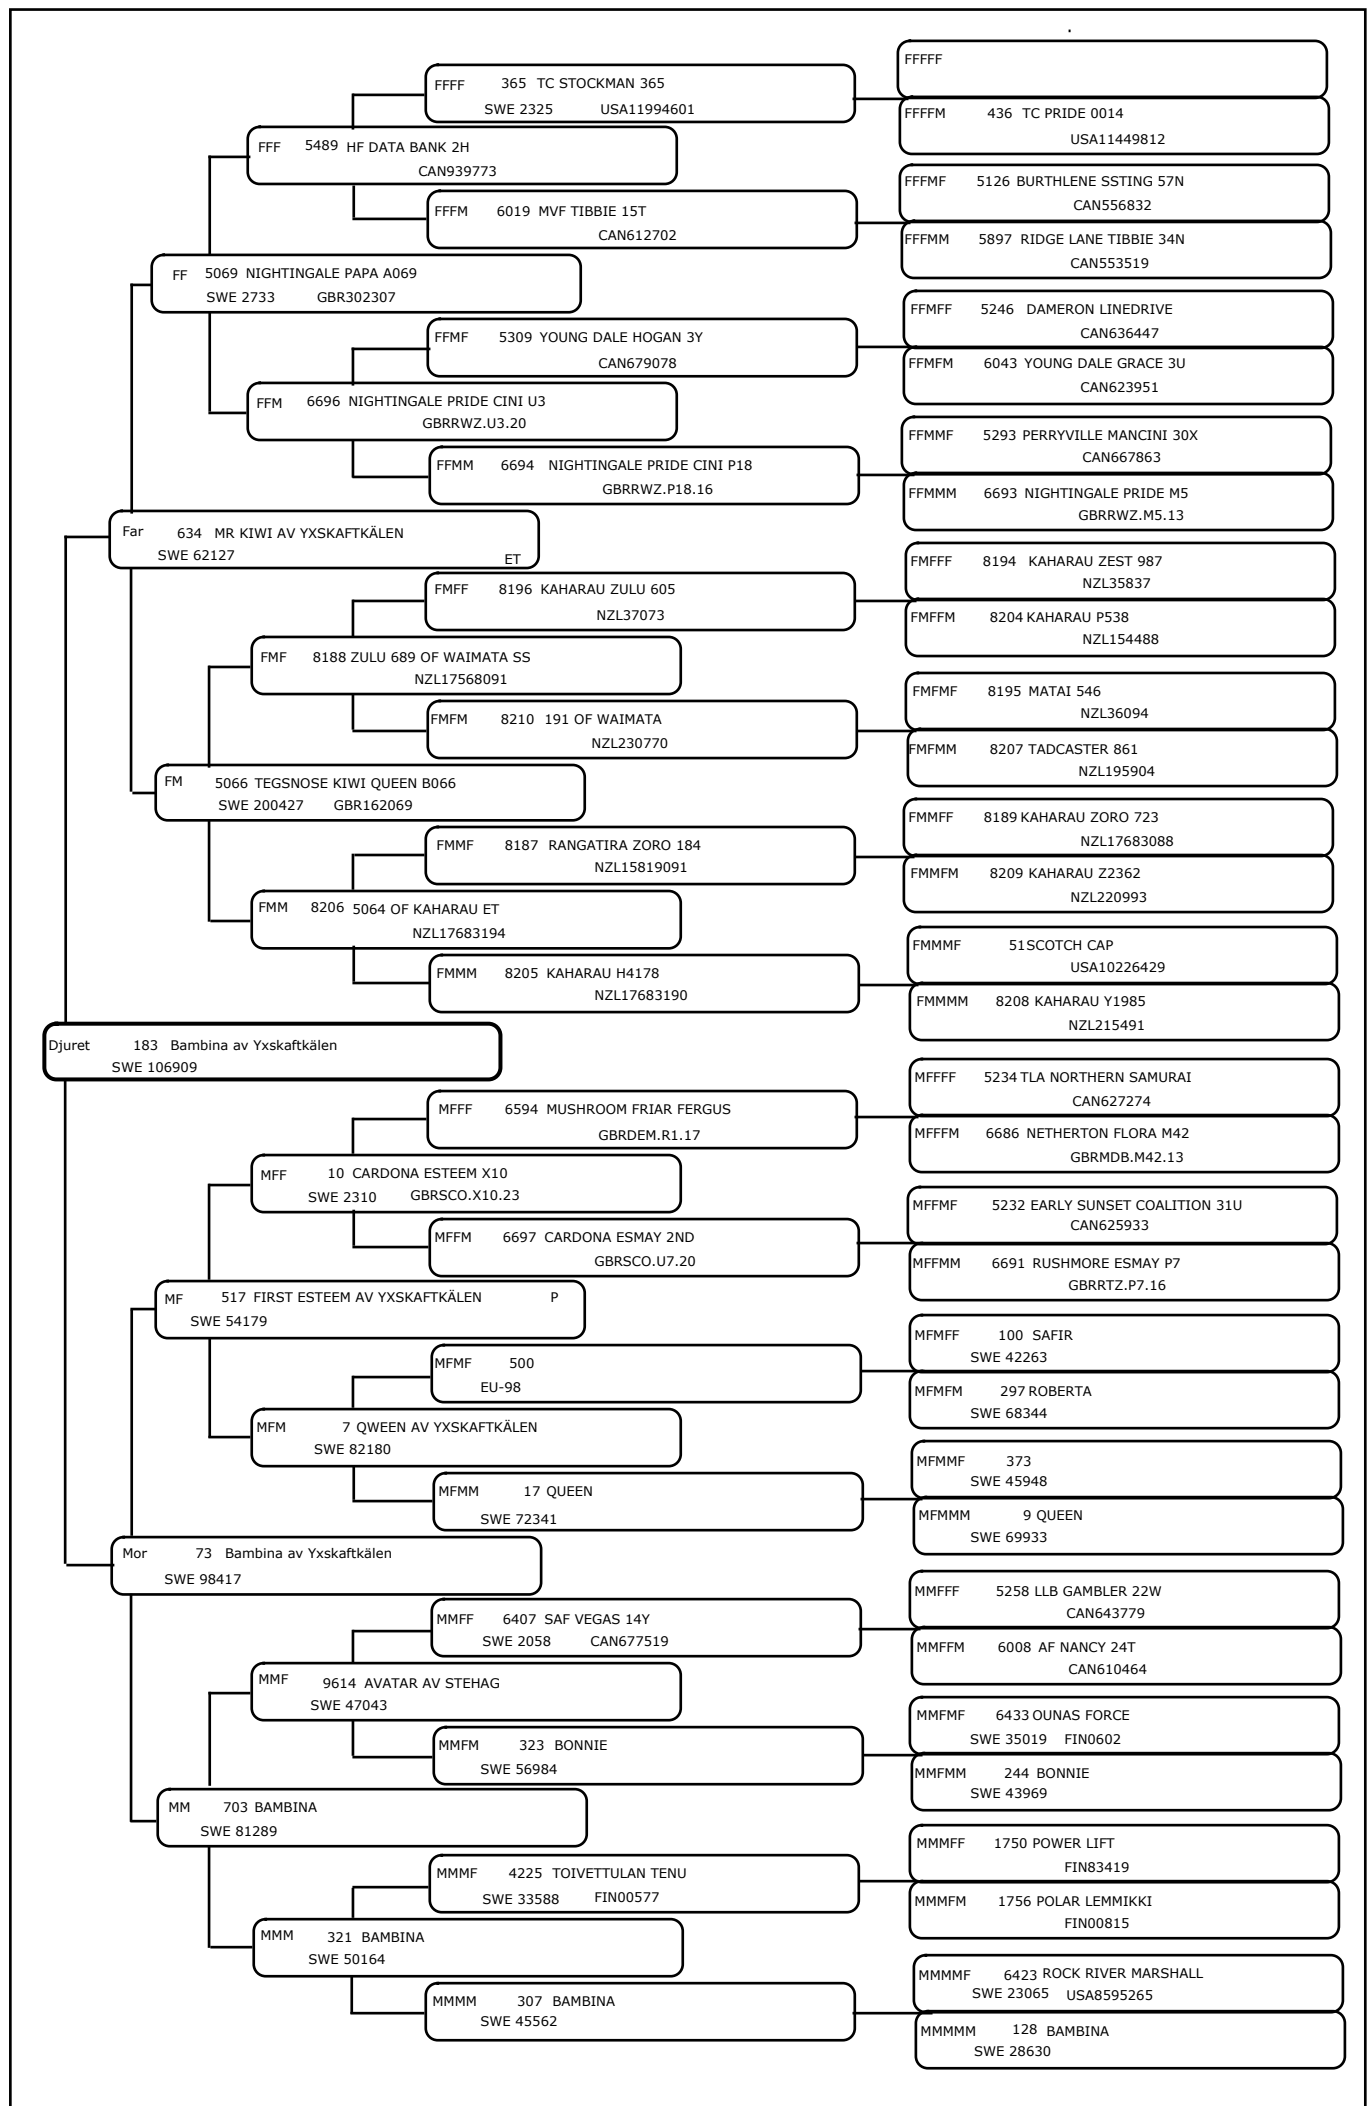 FFFFF
FFFF 365 TC STOCKMAN 365
SWE 2325 USA11994601
FFFFM 436 TC PRIDE 0014
USA11449812
FFF 5489 HF DATA BANK 2H
CAN939773
FFFMF 5126 BURTHLENE SSTING 57N
CAN556832
FFFM 6019 MVF TIBBIE 15T
CAN612702
FFFMM 5897 RIDGE LANE TIBBIE 34N
CAN553519
FF 5069 NIGHTINGALE PAPA A069
SWE 2733 GBR302307
FFMFF 5246 DAMERON LINEDRIVE
CAN636447
FFMF 5309 YOUNG DALE HOGAN 3Y
CAN679078
FFMFM 6043 YOUNG DALE GRACE 3U
CAN623951
FFM 6696 NIGHTINGALE PRIDE CINI U3
GBRRWZ.U3.20
FFMMF 5293 PERRYVILLE MANCINI 30X
CAN667863
FFMM 6694 NIGHTINGALE PRIDE CINI P18
GBRRWZ.P18.16
FFMMM 6693 NIGHTINGALE PRIDE M5
GBRRWZ.M5.13
Far 634 MR KIWI AV YXSKAFTKÄLEN
SWE 62127 ET
FMFFF 8194 KAHARAU ZEST 987
NZL35837
FMFF 8196 KAHARAU ZULU 605
NZL37073
FMFFM 8204 KAHARAU P538
NZL154488
FMF 8188 ZULU 689 OF WAIMATA SS
NZL17568091
FMFMF 8195 MATAI 546
NZL36094
FMFM 8210 191 OF WAIMATA
NZL230770
FMFMM 8207 TADCASTER 861
NZL195904
FM 5066 TEGSNOSE KIWI QUEEN B066
SWE 200427 GBR162069
FMMFF 8189 KAHARAU ZORO 723
NZL17683088
FMMF 8187 RANGATIRA ZORO 184
NZL15819091
FMMFM 8209 KAHARAU Z2362
NZL220993
FMM 8206 5064 OF KAHARAU ET
NZL17683194
FMMMF 51 SCOTCH CAP
USA10226429
FMMM 8205 KAHARAU H4178
NZL17683190
FMMMM 8208 KAHARAU Y1985
NZL215491
Djuret 183 Bambina av Yxskaftkälen
SWE 106909
MFFFF 5234 TLA NORTHERN SAMURAI
CAN627274
MFFF 6594 MUSHROOM FRIAR FERGUS
GBRDEM.R1.17
MFFFM 6686 NETHERTON FLORA M42
GBRMDB.M42.13
MFF 10 CARDONA ESTEEM X10
SWE 2310 GBRSCO.X10.23
MFFMF 5232 EARLY SUNSET COALITION 31U
CAN625933
MFFM 6697 CARDONA ESMAY 2ND
GBRSCO.U7.20
MFFMM 6691 RUSHMORE ESMAY P7
GBRRTZ.P7.16
MF 517 FIRST ESTEEM AV YXSKAFTKÄLEN P
SWE 54179
MFMFF 100 SAFIR
SWE 42263
MFMF 500
EU-98
MFMFM 297 ROBERTA
SWE 68344
MFM 7 QWEEN AV YXSKAFTKÄLEN
SWE 82180
MFMMF 373
SWE 45948
MFMM 17 QUEEN
SWE 72341
MFMMM 9 QUEEN
SWE 69933
Mor 73 Bambina av Yxskaftkälen
SWE 98417
MMFFF 5258 LLB GAMBLER 22W
CAN643779
MMFF 6407 SAF VEGAS 14Y
SWE 2058 CAN677519
MMFFM 6008 AF NANCY 24T
CAN610464
MMF 9614 AVATAR AV STEHAG
SWE 47043
MMFMF 6433 OUNAS FORCE
SWE 35019 FIN0602
MMFM 323 BONNIE
SWE 56984
MMFMM 244 BONNIE
SWE 43969
MM 703 BAMBINA
SWE 81289
MMMFF 1750 POWER LIFT
FIN83419
MMMF 4225 TOIVETTULAN TENU
SWE 33588 FIN00577
MMMFM 1756 POLAR LEMMIKKI
FIN00815
MMM 321 BAMBINA
SWE 50164
MMMMF 6423 ROCK RIVER MARSHALL
SWE 23065 USA8595265
MMMM 307 BAMBINA
SWE 45562
MMMMM 128 BAMBINA
SWE 28630